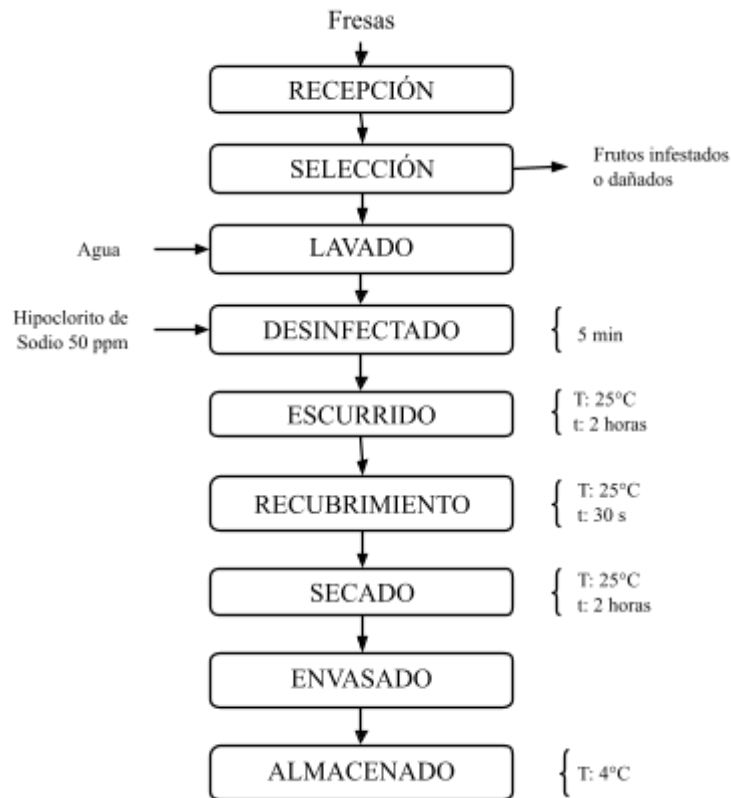 Fresas
RECEPCIÓN
SELECCIÓN
Frutos infestados
o dañados
Agua
LAVADO
Hipoclorito de
Sodio 50 ppm
DESINFECTADO
5 min
ESCURRIDO
T: 25°C
t: 2 horas
RECUBRIMIENTO
T: 25°C
t: 30 s
SECADO
T: 25°C
t: 2 horas
ENVASADO
ALMACENADO
T: 4°C